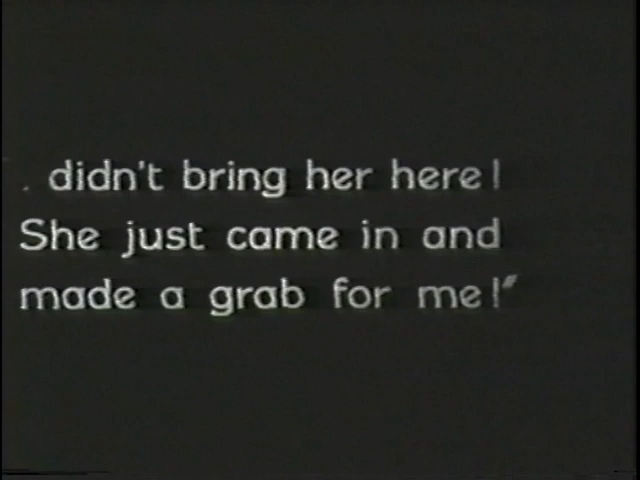 . didn't bring her here!
She just came in and
made a grab for me!"